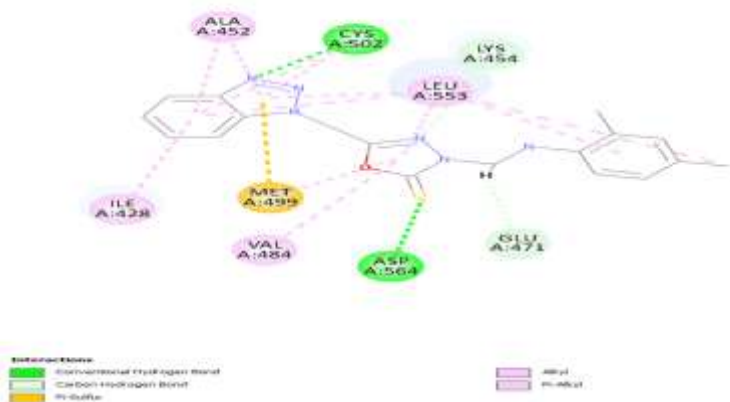 ALA
A:452
CYS
A:502
LYS
A:454
LEU
A:553
N
N
N
N
N
N
O
S
H
ILE
A:428
MET
A:499
VAL
A:484
ASP
A:564
GLU
A:471
Interactions
Conventional Hydrogen Bond
Carbon Hydrogen Bond
Pi-Sulfur
Alkyl
Pi-Alkyl